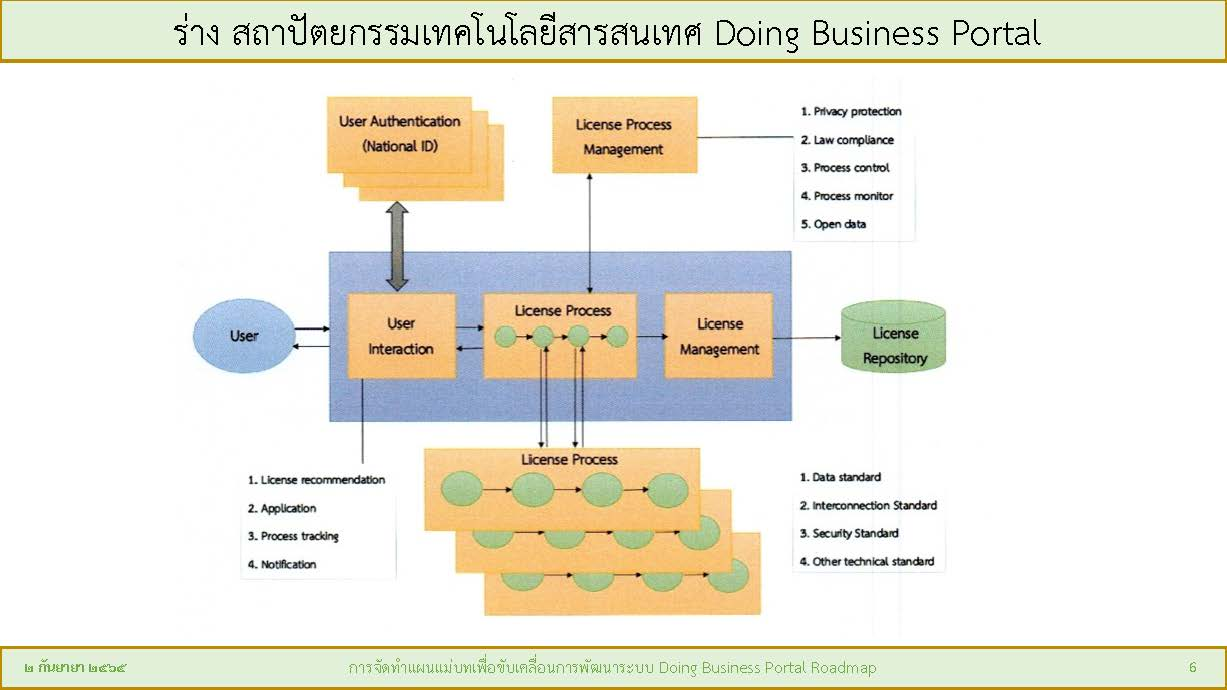 ร่าง สถาปัตยกรรมเทคโนโลยีสารสนเทศ Doing Business Portal
User Authentication
(National ID)
License Process
Management
1. Privacy protection
2. Law compliance
3. Process control
4. Process monitor
5. Open data
User
User
Interaction
License Process
License
Management
License
Repository
License Process
1. License recommendation
2. Application
3. Process tracking
4. Notification
1. Data standard
2. Interconnection Standard
3. Security Standard
4. Other technical standard
๒ กันยายา ๒๕๖๔
การจัดทำแผนแม่บทเพื่อขับเคลื่อนการพัฒนาระบบ Doing Business Portal Roadmap
6